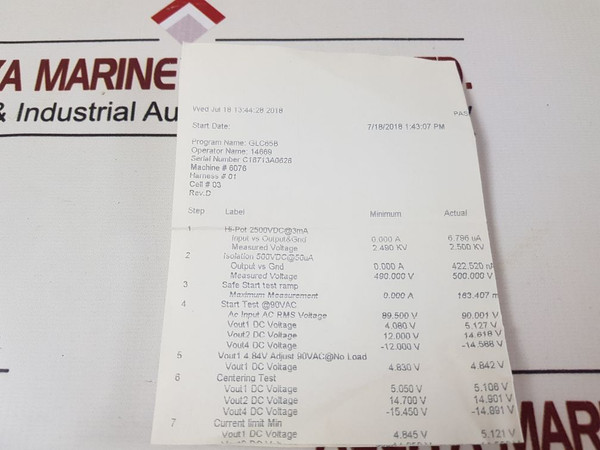 YA MARINE
& Industrial Au
Wed Jul 18 13:44:28 2018
PAS
Start Date: 7/18/2018 1:43:07 PM
Program Name: GLC65B
Operator Name: 14669
Serial Number C18713A0628
Machine # 6076
Harness # 01
Cell # 03
Rev.D
Step Label Minimum Actual
1 Hi-Pot 2500VDC@3mA
Input vs Output&Gnd 0.000 A 6.796 uA
Measured Voltage 2.490 KV 2.500 KV
2 Isolation 500VDC@50uA
Output vs Gnd 0.000 A 422.520 n
Measured Voltage 490.000 V 500.000 V
3 Safe Start test ramp
Maximum Measurement 0.000 A 163.407 m
4 Start Test @90VAC
Ac Input AC RMS Voltage 89.500 V 90.001 V
Vout1 DC Voltage 4.080 V 5.127 V
Vout2 DC Voltage 12.000 V 14.618 V
Vout4 DC Voltage -12.000 V -14.568 V
5 Vout1 4.84V Adjust 90VAC@No Load
Vout1 DC Voltage 4.830 V 4.842 V
6 Centering Test
Vout1 DC Voltage 5.050 V 5.106 V
Vout2 DC Voltage 14.700 V 14.901 V
Vout4 DC Voltage -15.450 V -14.891 V
7 Current limit Min
Vout1 DC Voltage 4.845 V 5.121 V